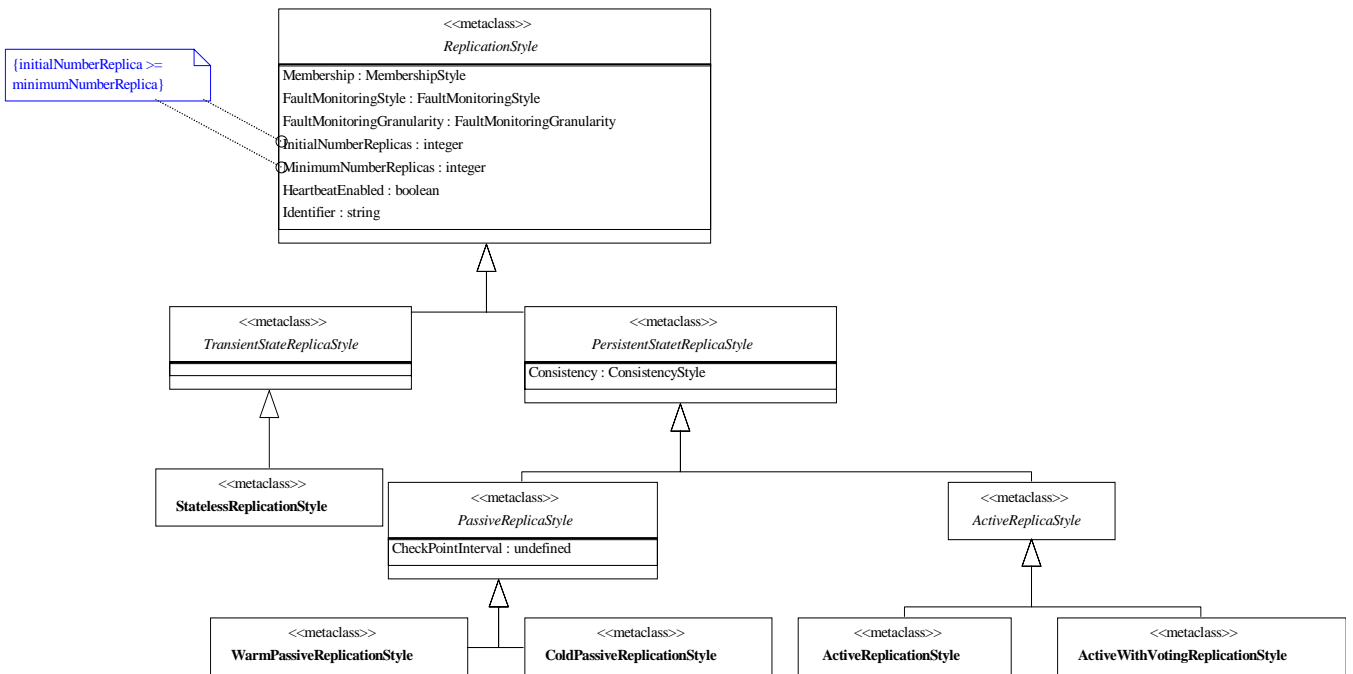 <<metaclass>>
ReplicationStyle
{initialNumberReplica >=
minimumNumberReplica}
Membership : MembershipStyle
FaultMonitoringStyle : FaultMonitoringStyle
FaultMonitoringGranularity : FaultMonitoringGranularity
InitialNumberReplicas : integer
MinimumNumberReplicas : integer
HeartbeatEnabled : boolean
Identifier : string
<<metaclass>>
TransientStateReplicaStyle
<<metaclass>>
PersistentStatetReplicaStyle
Consistency : ConsistencyStyle
<<metaclass>>
StatelessReplicationStyle
<<metaclass>>
PassiveReplicaStyle
CheckPointInterval : undefined
<<metaclass>>
ActiveReplicaStyle
<<metaclass>>
WarmPassiveReplicationStyle
<<metaclass>>
ColdPassiveReplicationStyle
<<metaclass>>
ActiveReplicationStyle
<<metaclass>>
ActiveWithVotingReplicationStyle